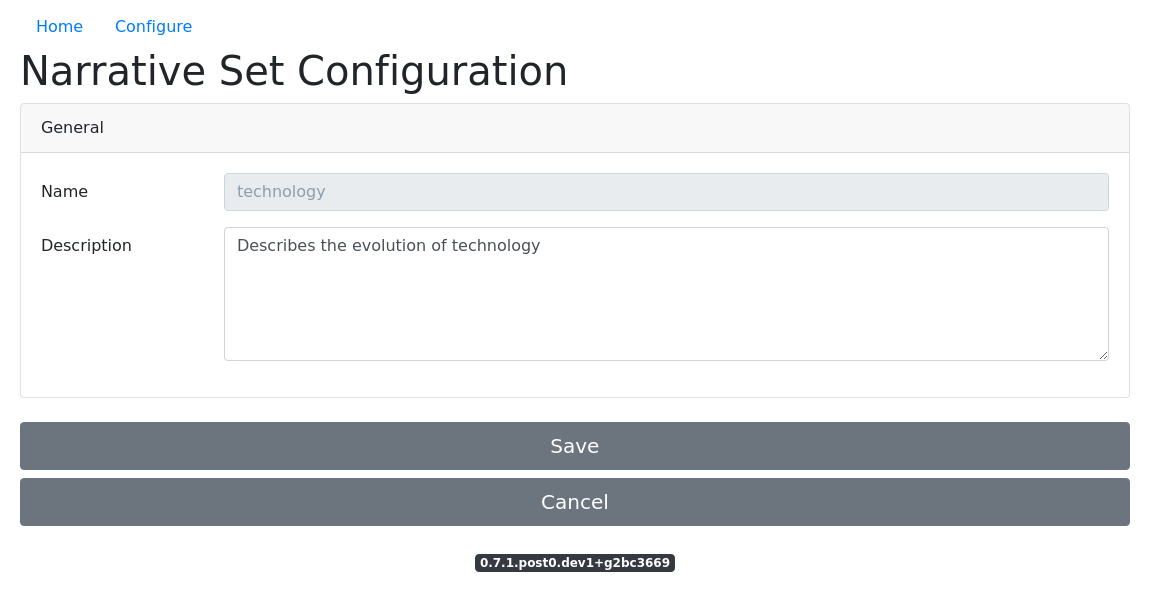 Home Configure
Narrative Set Configuration
General
Name technology
Description Describes the evolution of technology
Save
Cancel
0.7.1.post0.dev1+g2bc3669